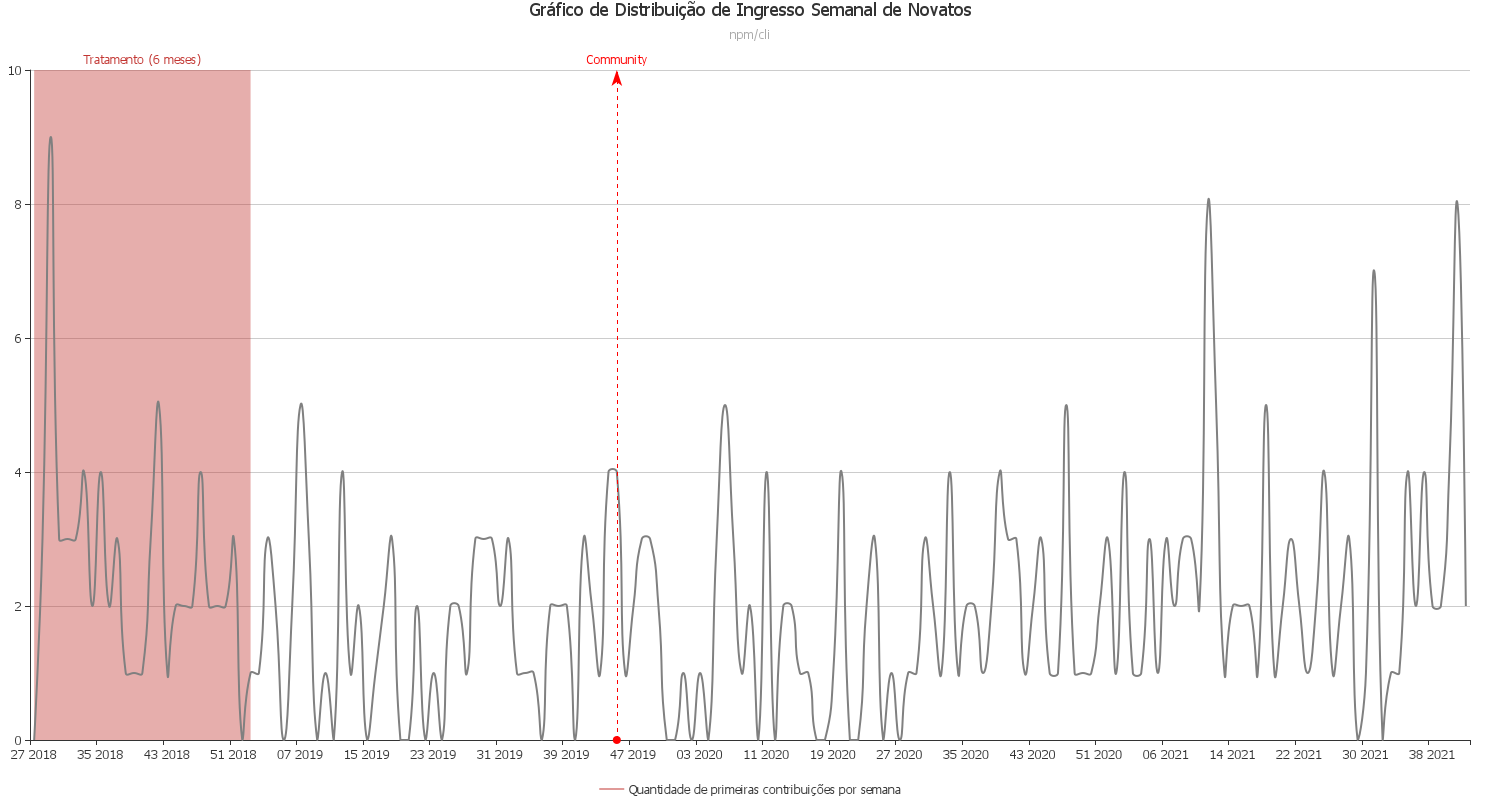 Gráfico de Distribuição de Ingresso Semanal de Novatos
npm/cli
Tratamento (6 meses)
Community
10
8
6
4
2
0
27 2018 35 2018 43 2018 51 2018 07 2019 15 2019 23 2019 31 2019 39 2019 47 2019 03 2020 11 2020 19 2020 27 2020 35 2020 43 2020 51 2020 06 2021 14 2021 22 2021 30 2021 38 2021
Quantidade de primeiras contribuições por semana